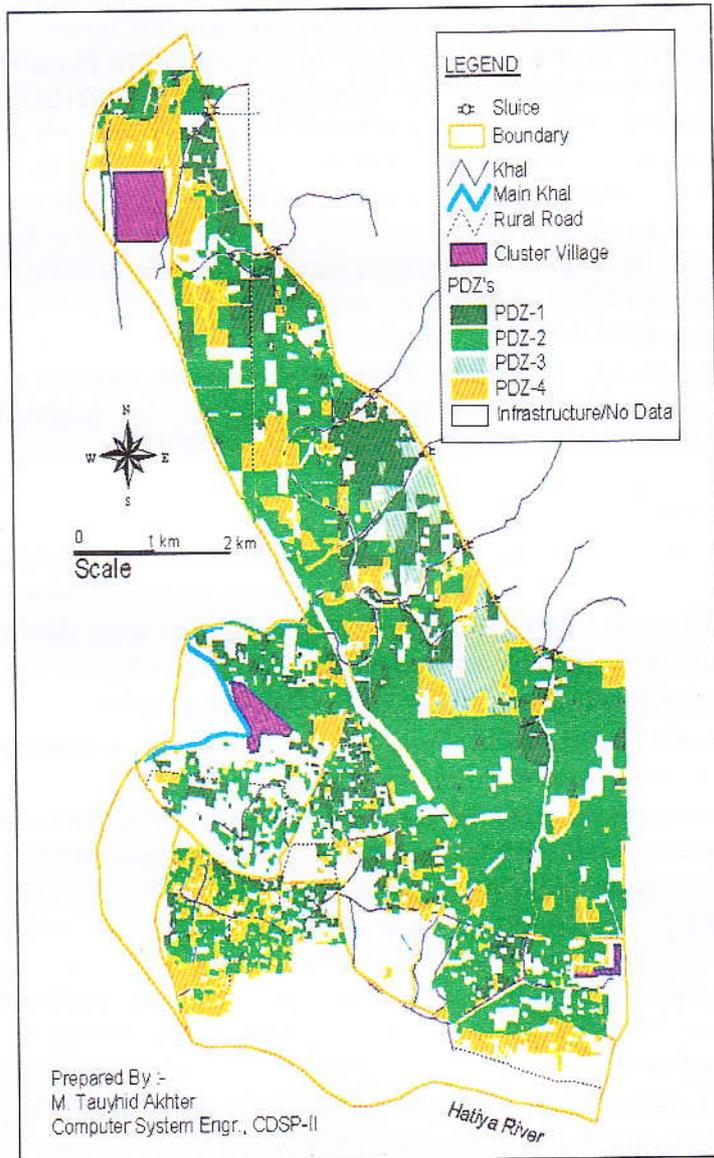 LEGEND
Sluice
Boundary
Khal
Main Khal
Rural Road
Cluster Village
PDZ's
PDZ-1
PDZ-2
PDZ-3
PDZ-4
Infrastructure/No Data
N
W E
S
0 1 km 2 km
Scale
Prepared By :-
M. Tauyhid Akhter
Computer System Engr., CDSP-II
Hatiya River